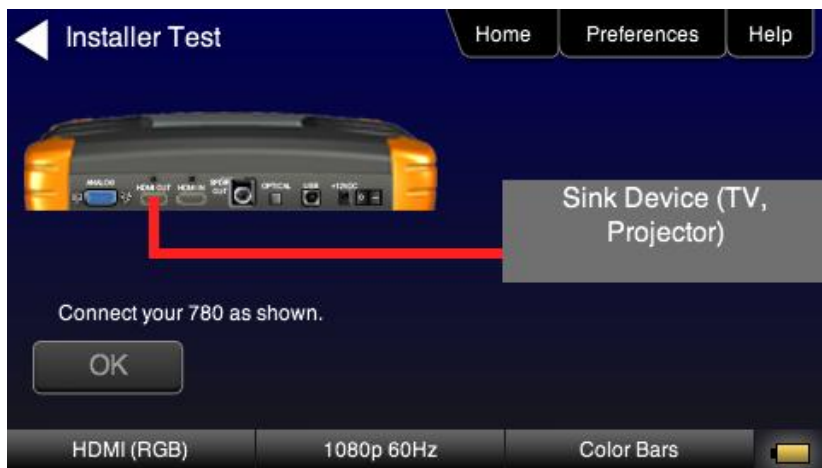 Installer Test
Home
Preferences
Help
ANALOG
HDMI OUT
HDMI IN
SPDIF
OUT
OPTICAL
USB
+12VDC
Sink Device (TV,
Projector)
Connect your 780 as shown.
OK
HDMI (RGB)
1080p 60Hz
Color Bars